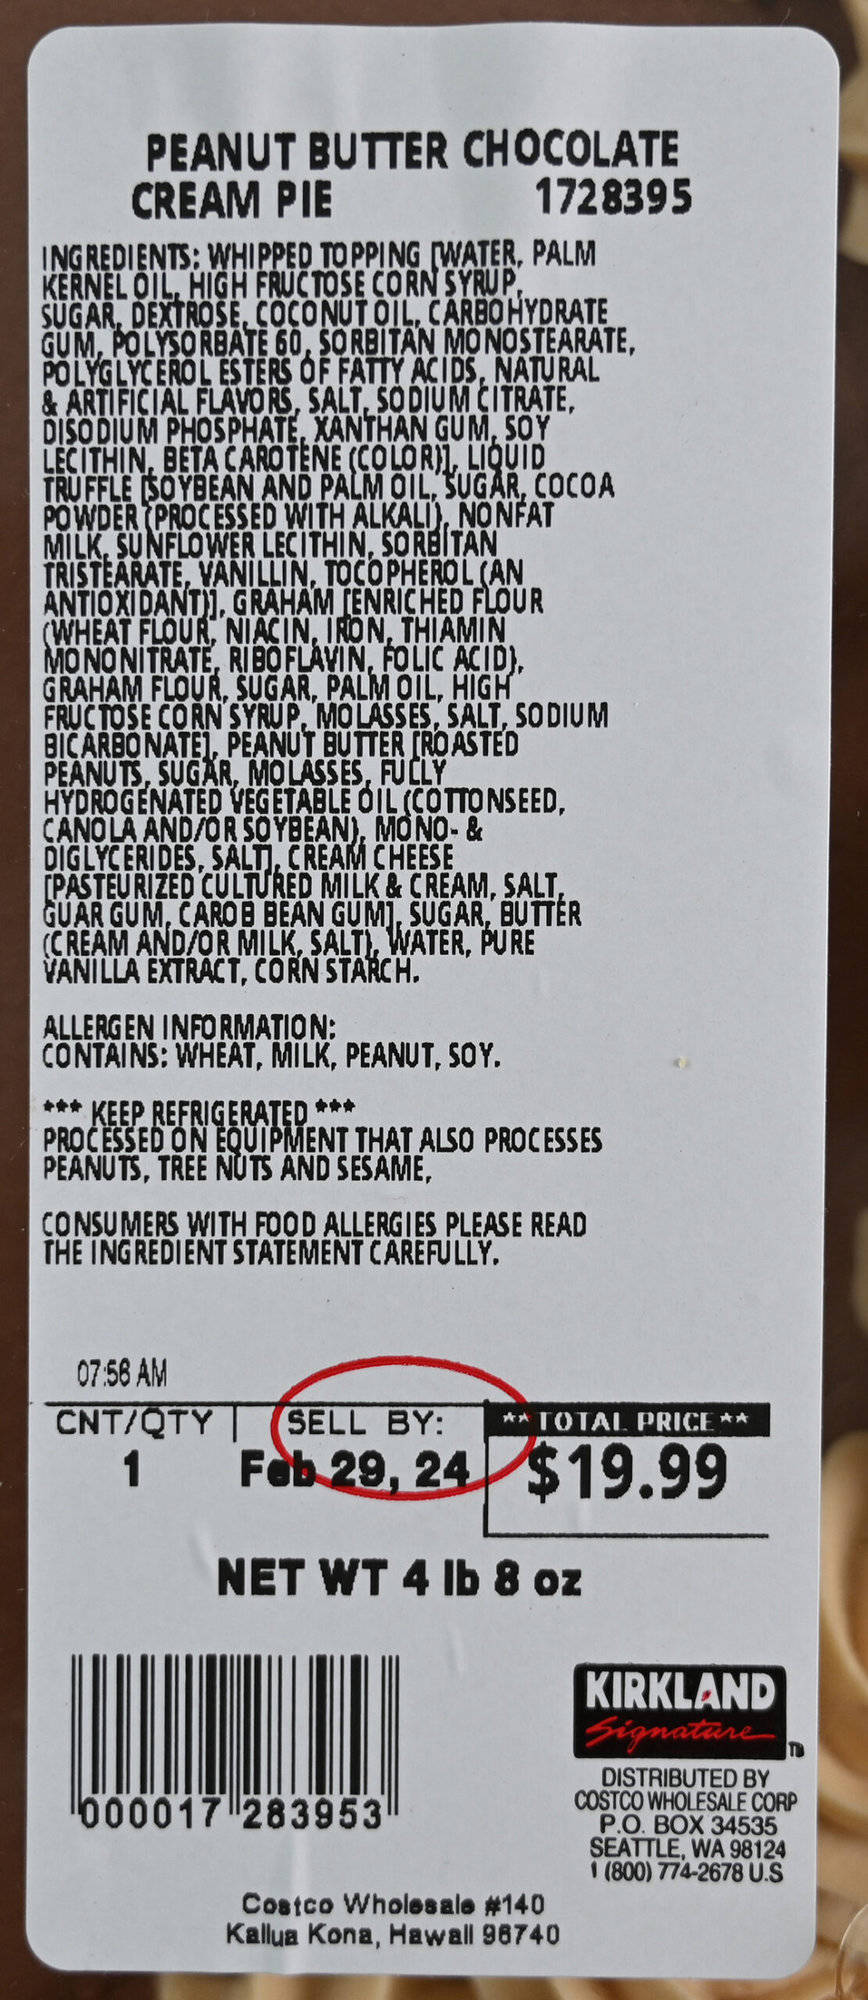 PEANUT BUTTER CHOCOLATE
CREAM PIE 1728395
INGREDIENTS: WHIPPED TOPPING [WATER, PALM
KERNEL OIL, HIGH FRUCTOSE CORN SYRUP,
SUGAR, DEXTROSE, COCONUT OIL, CARBOHYDRATE
GUM, POLYSORBATE 60, SORBITAN MONOSTEARATE,
POLYGLYCEROL ESTERS OF FATTY ACIDS, NATURAL
& ARTIFICIAL FLAVORS, SALT, SODIUM CITRATE,
DISODIUM PHOSPHATE, XANTHAN GUM, SOY
LECITHIN, BETA CAROTENE (COLOR)], LIQUID
TRUFFLE [SOYBEAN AND PALM OIL, SUGAR, COCOA
POWDER (PROCESSED WITH ALKALI), NONFAT
MILK, SUNFLOWER LECITHIN, SORBITAN
TRISTEARATE, VANILLIN, TOCOPHEROL (AN
ANTIOXIDANT)], GRAHAM [ENRICHED FLOUR
(WHEAT FLOUR, NIACIN, IRON, THIAMIN
MONONITRATE, RIBOFLAVIN, FOLIC ACID),
GRAHAM FLOUR, SUGAR, PALM OIL, HIGH
FRUCTOSE CORN SYRUP, MOLASSES, SALT, SODIUM
BICARBONATE], PEANUT BUTTER [ROASTED
PEANUTS, SUGAR, MOLASSES, FULLY
HYDROGENATED VEGETABLE OIL (COTTONSEED,
CANOLA AND/OR SOYBEAN), MONO- &
DIGLYCERIDES, SALT], CREAM CHEESE
[PASTEURIZED CULTURED MILK & CREAM, SALT,
GUAR GUM, CAROB BEAN GUM], SUGAR, BUTTER
(CREAM AND/OR MILK, SALT), WATER, PURE
VANILLA EXTRACT, CORN STARCH.
ALLERGEN INFORMATION:
CONTAINS: WHEAT, MILK, PEANUT, SOY.
*** KEEP REFRIGERATED ***
PROCESSED ON EQUIPMENT THAT ALSO PROCESSES
PEANUTS, TREE NUTS AND SESAME,
CONSUMERS WITH FOOD ALLERGIES PLEASE READ
THE INGREDIENT STATEMENT CAREFULLY.
07:56 AM
CNT/QTY | SELL BY: ** TOTAL PRICE **
1 Feb 29, 24 $19.99
NET WT 4 lb 8 oz
000017 283953
KIRKLAND
Signature TM
DISTRIBUTED BY
COSTCO WHOLESALE CORP
P.O. BOX 34535
SEATTLE, WA 98124
1 (800) 774-2678 U.S
Costco Wholesale #140
Kailua Kona, Hawaii 96740